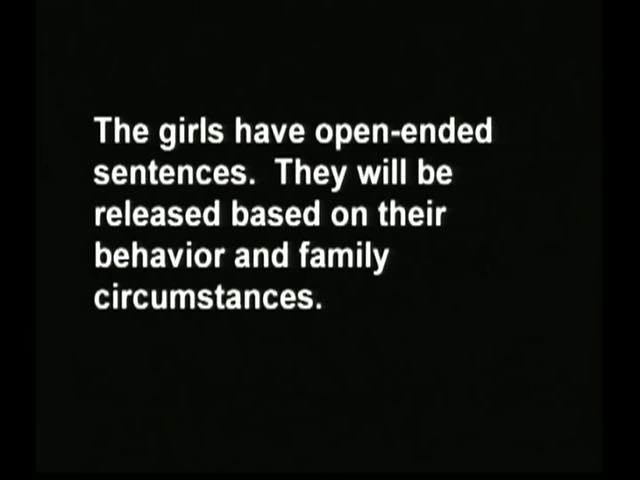 The girls have open-ended
sentences.  They will be
released based on their
behavior and family
circumstances.